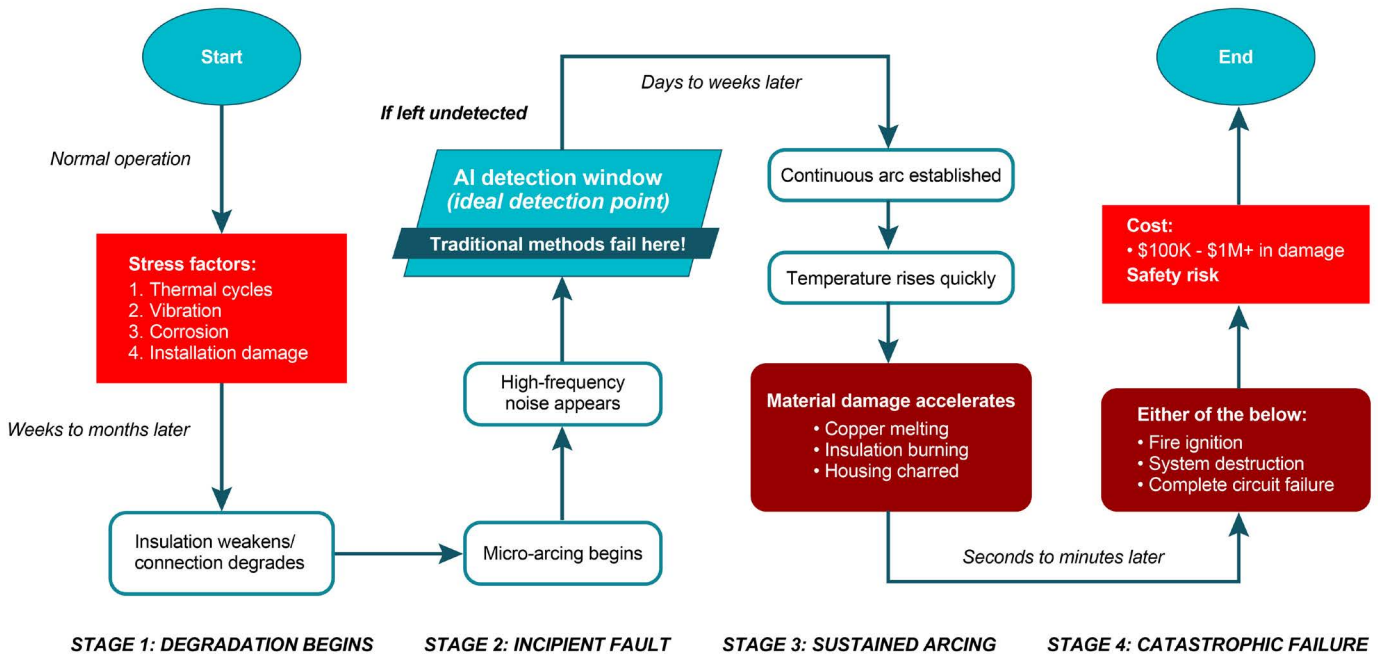 Start
Normal operation
Stress factors:
1. Thermal cycles
2. Vibration
3. Corrosion
4. Installation damage
Weeks to months later
Insulation weakens/
connection degrades
STAGE 1: DEGRADATION BEGINS
If left undetected
AI detection window
(ideal detection point)
Traditional methods fail here!
High-frequency
noise appears
Micro-arcing begins
STAGE 2: INCIPIENT FAULT
Days to weeks later
Continuous arc established
Temperature rises quickly
Material damage accelerates
• Copper melting
• Insulation burning
• Housing charred
Seconds to minutes later
STAGE 3: SUSTAINED ARCING
End
Cost:
• $100K - $1M+ in damage
Safety risk
Either of the below:
• Fire ignition
• System destruction
• Complete circuit failure
STAGE 4: CATASTROPHIC FAILURE